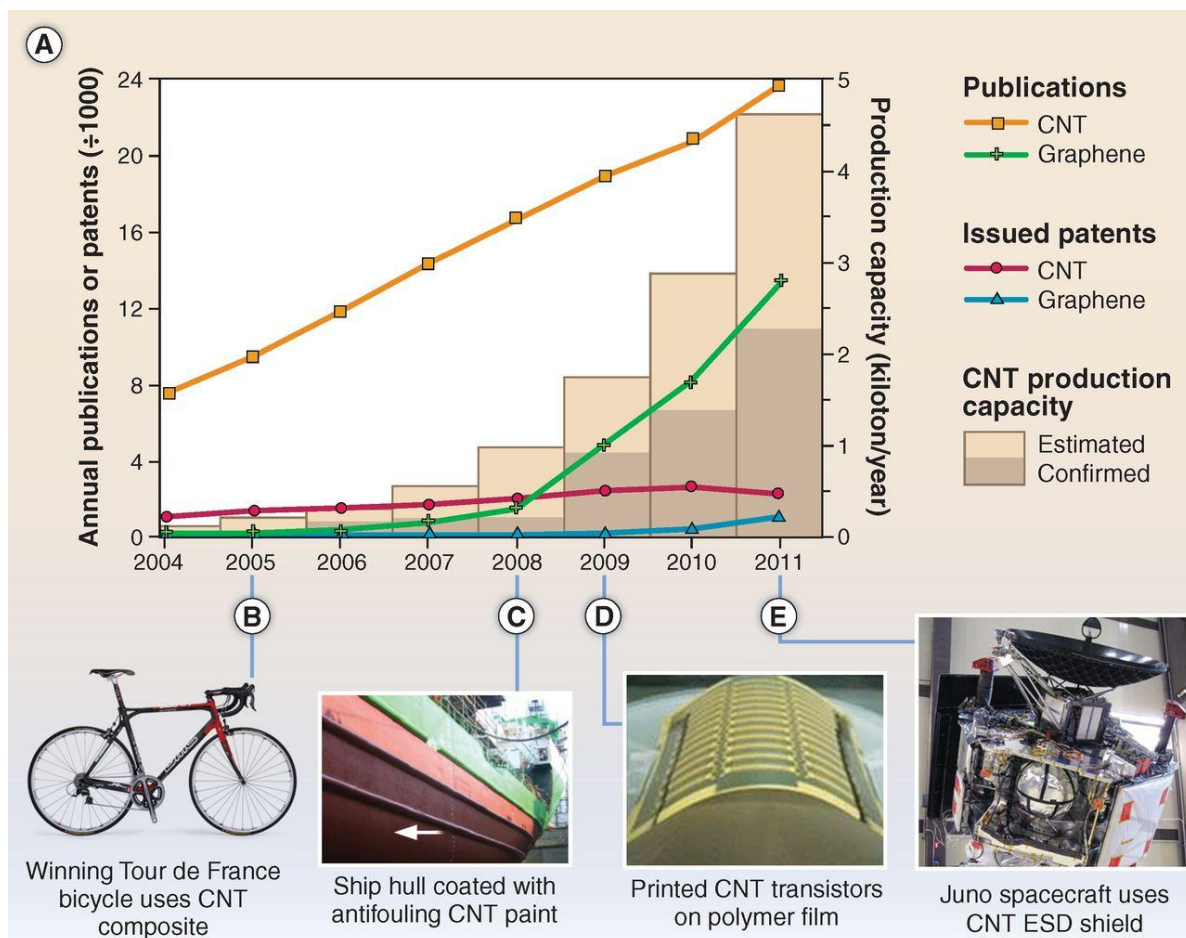 A
Annual publications or patents (÷1000)
24
20
16
12
8
4
0
5
4
3
2
1
0
Production capacity (kiloton/year)
2004 2005 2006 2007 2008 2009 2010 2011
Publications
CNT
Graphene
Issued patents
CNT
Graphene
CNT production
capacity
Estimated
Confirmed
B
C
D
E
Winning Tour de France
bicycle uses CNT
composite
Ship hull coated with
antifouling CNT paint
Printed CNT transistors
on polymer film
Juno spacecraft uses
CNT ESD shield